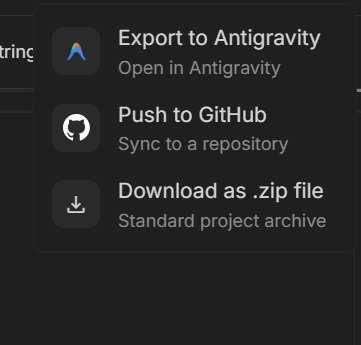 tring
Export to Antigravity
Open in Antigravity
Push to GitHub
Sync to a repository
Download as .zip file
Standard project archive